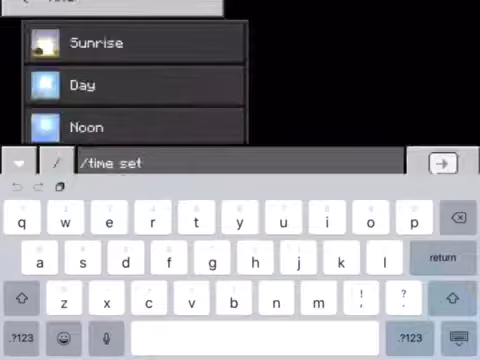 Sunrise
Day
Noon
/ /time set
q w e r t y u i o p
a s d f g h j k l return
z x c v b n m ! , ? .
.?123 .?123